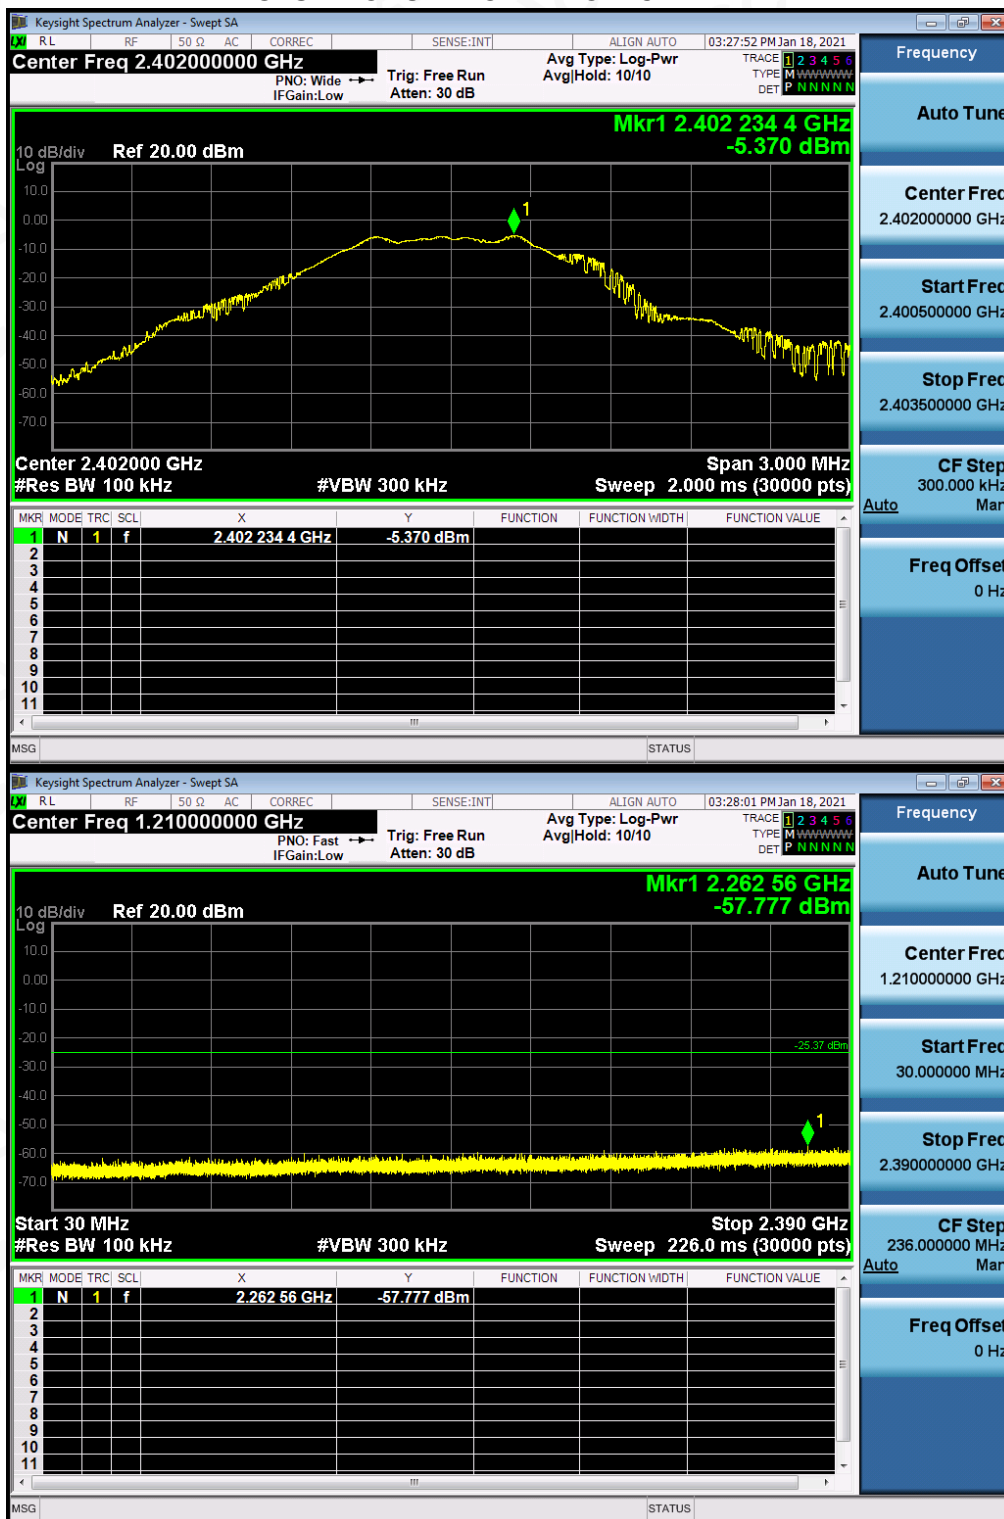 Keysight Spectrum Analyzer - Swept SA
LXI RL RF 50 Ω AC CORREC SENSE:INT ALIGN AUTO 03:27:52 PM Jan 18, 2021
Center Freq 2.402000000 GHz
PNO: Wide
IFGain:Low
Trig: Free Run
Atten: 30 dB
Avg Type: Log-Pwr
Avg|Hold: 10/10
TRACE 1 2 3 4 5 6
TYPE M WWWWW
DET P N N N N N
Mkr1 2.402 234 4 GHz
-5.370 dBm
10 dB/div Ref 20.00 dBm
Log
10.0
0.00
-10.0
-20.0
-30.0
-40.0
-50.0
-60.0
-70.0
1
Center 2.402000 GHz Span 3.000 MHz
#Res BW 100 kHz #VBW 300 kHz Sweep 2.000 ms (30000 pts)
MKR MODE TRC SCL X Y FUNCTION FUNCTION WIDTH FUNCTION VALUE
1 N 1 f 2.402 234 4 GHz -5.370 dBm
2
3
4
5
6
7
8
9
10
11
MSG STATUS
Frequency
Auto Tune
Center Freq
2.402000000 GHz
Start Freq
2.400500000 GHz
Stop Freq
2.403500000 GHz
CF Step
300.000 kHz
Auto Man
Freq Offset
0 Hz
Keysight Spectrum Analyzer - Swept SA
LXI RL RF 50 Ω AC CORREC SENSE:INT ALIGN AUTO 03:28:01 PM Jan 18, 2021
Center Freq 1.210000000 GHz
PNO: Fast
IFGain:Low
Trig: Free Run
Atten: 30 dB
Avg Type: Log-Pwr
Avg|Hold: 10/10
TRACE 1 2 3 4 5 6
TYPE M WWWWW
DET P N N N N N
Mkr1 2.262 56 GHz
-57.777 dBm
10 dB/div Ref 20.00 dBm
Log
10.0
0.00
-10.0
-20.0
-25.37 dBm
-30.0
-40.0
-50.0
-60.0
-70.0
1
Start 30 MHz Stop 2.390 GHz
#Res BW 100 kHz #VBW 300 kHz Sweep 226.0 ms (30000 pts)
MKR MODE TRC SCL X Y FUNCTION FUNCTION WIDTH FUNCTION VALUE
1 N 1 f 2.262 56 GHz -57.777 dBm
2
3
4
5
6
7
8
9
10
11
MSG STATUS
Frequency
Auto Tune
Center Freq
1.210000000 GHz
Start Freq
30.000000 MHz
Stop Freq
2.390000000 GHz
CF Step
236.000000 MHz
Auto Man
Freq Offset
0 Hz